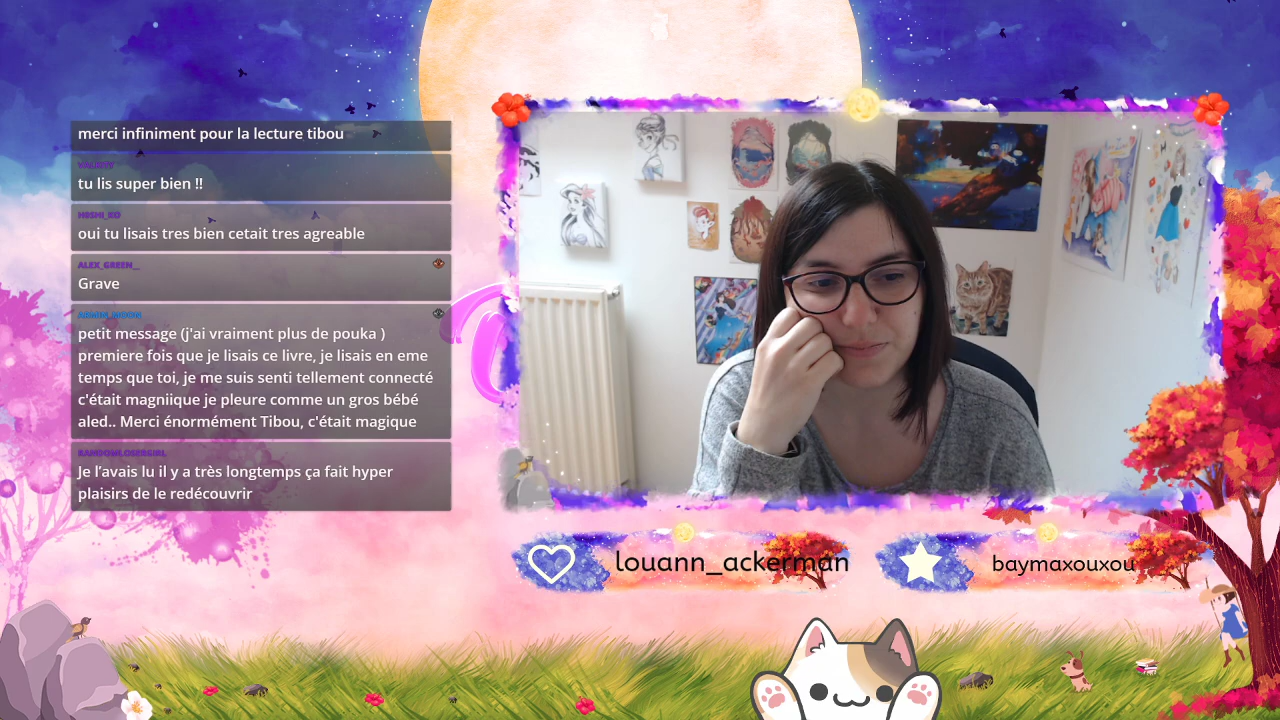 merci infiniment pour la lecture tibou
tu lis super bien !!
HISHI_KO
oui tu lisais tres bien cetait tres agreable
ALEX_GREEN_
Grave
ARMIN_MOON
petit message (j'ai vraiment plus de pouka )
premiere fois que je lisais ce livre, je lisais en eme
temps que toi, je me suis senti tellement connecté
c'était magniique je pleure comme un gros bébé
aled.. Merci énormément Tibou, c'était magique
RANDOMLOSERGIRL
Je l'avais lu il y a très longtemps ça fait hyper
plaisirs de le redécouvrir
louann_ackerman
baymaxouxou